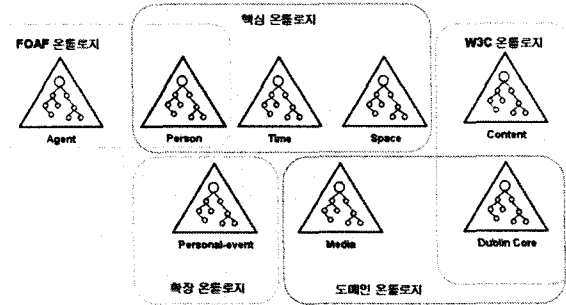 핵심 온톨로지
FOAF 온톨로지
W3C 온톨로지
Agent
Person
Time
Space
Content
Personal-event
Media
Dublin Core
확장 온톨로지
도메인 온톨로지